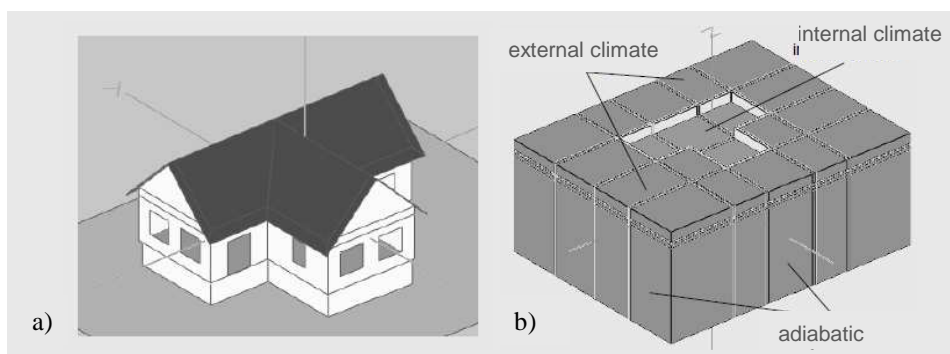 a)
external climate
internal climate
b)
adiabatic